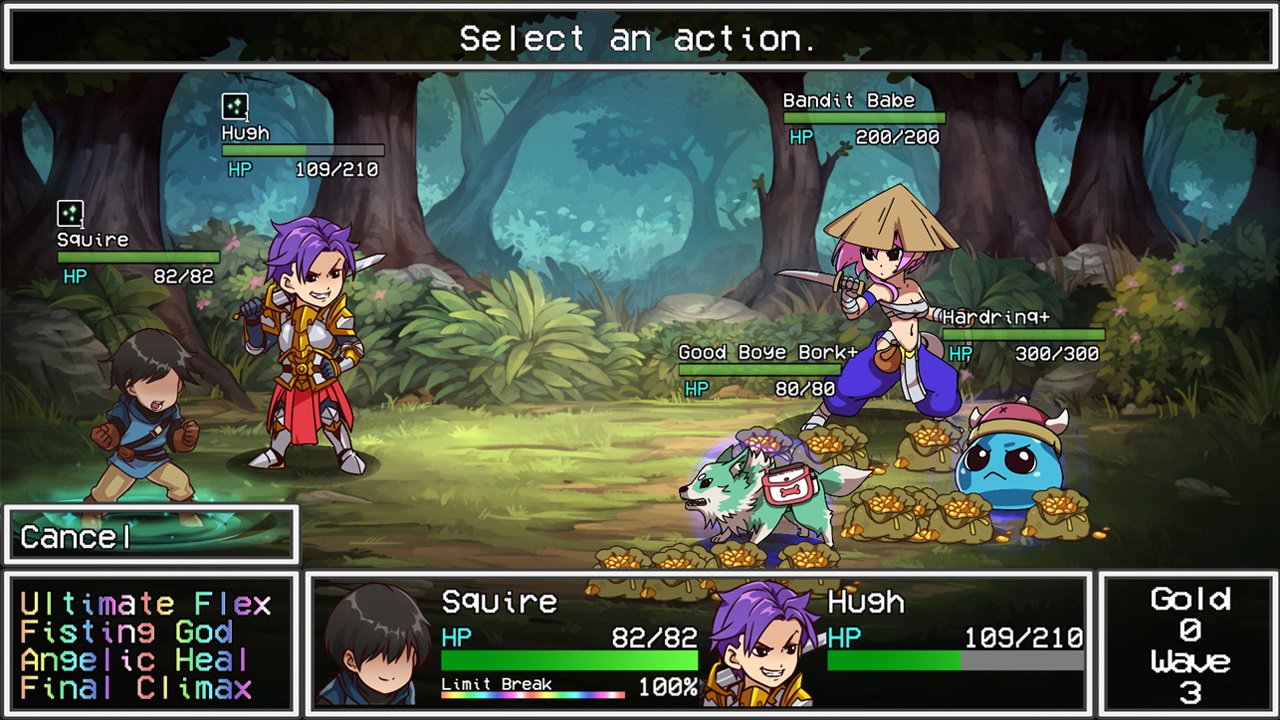 Select an action.
1
Hugh
HP 109/210
1
Squire
HP 82/82
Bandit Babe
HP 200/200
Hardring+
HP 300/300
Good Boye Bork+
HP 80/80
Cancel
Ultimate Flex
Fisting God
Angelic Heal
Final Climax
Squire
HP 82/82
Limit Break 100%
Hugh
HP 109/210
Gold
0
Wave
3